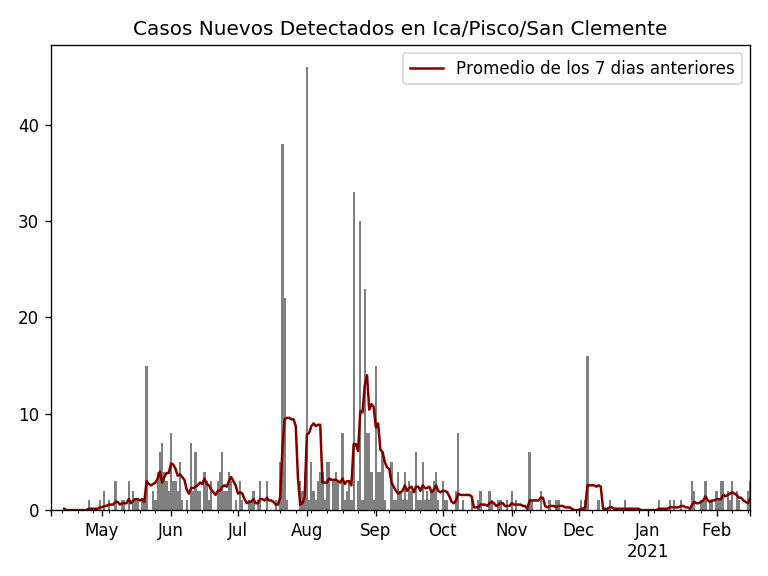 Casos Nuevos Detectados en Ica/Pisco/San Clemente
Promedio de los 7 dias anteriores
40
30
20
10
0
May Jun Jul Aug Sep Oct Nov Dec Jan Feb
2021